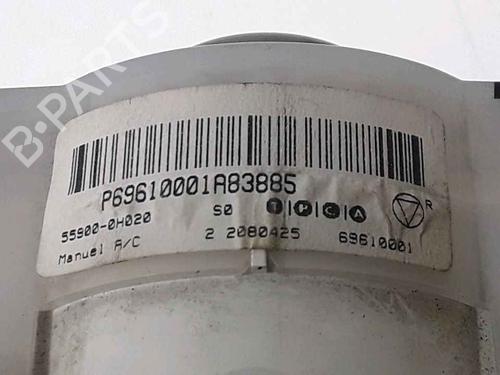 B-PARTS
P69610001A83885
55900-0H020 S0 T P C A R
Manuel A/C 2 2080425 69610001